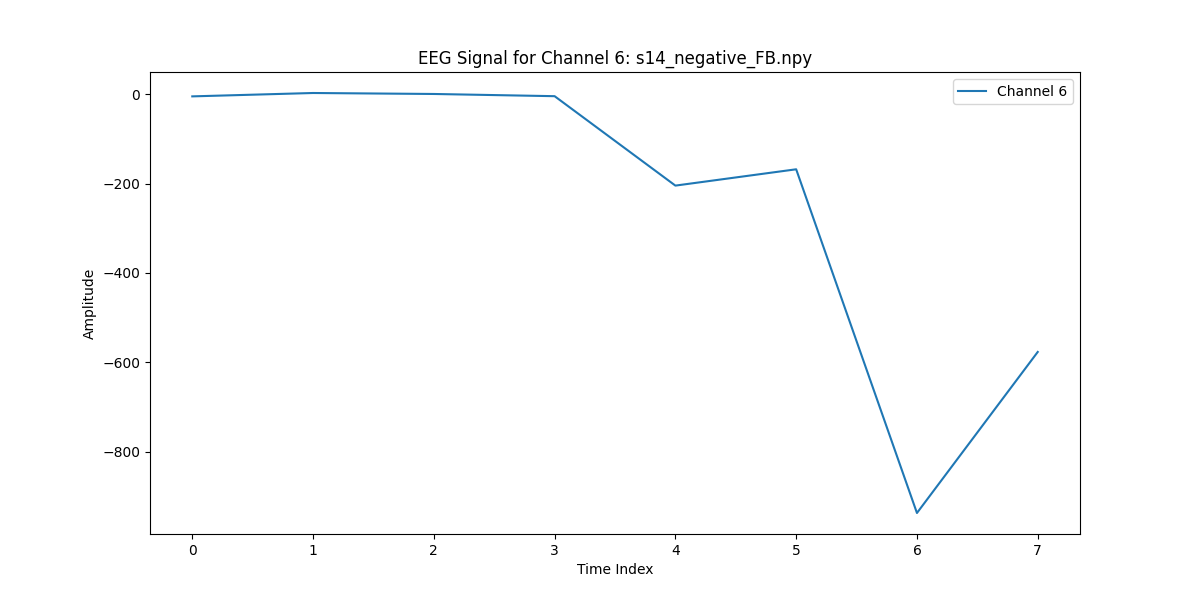 EEG Signal for Channel 6: s14_negative_FB.npy
Channel 6
0
−200
−400
−600
−800
Amplitude
0 1 2 3 4 5 6 7
Time Index